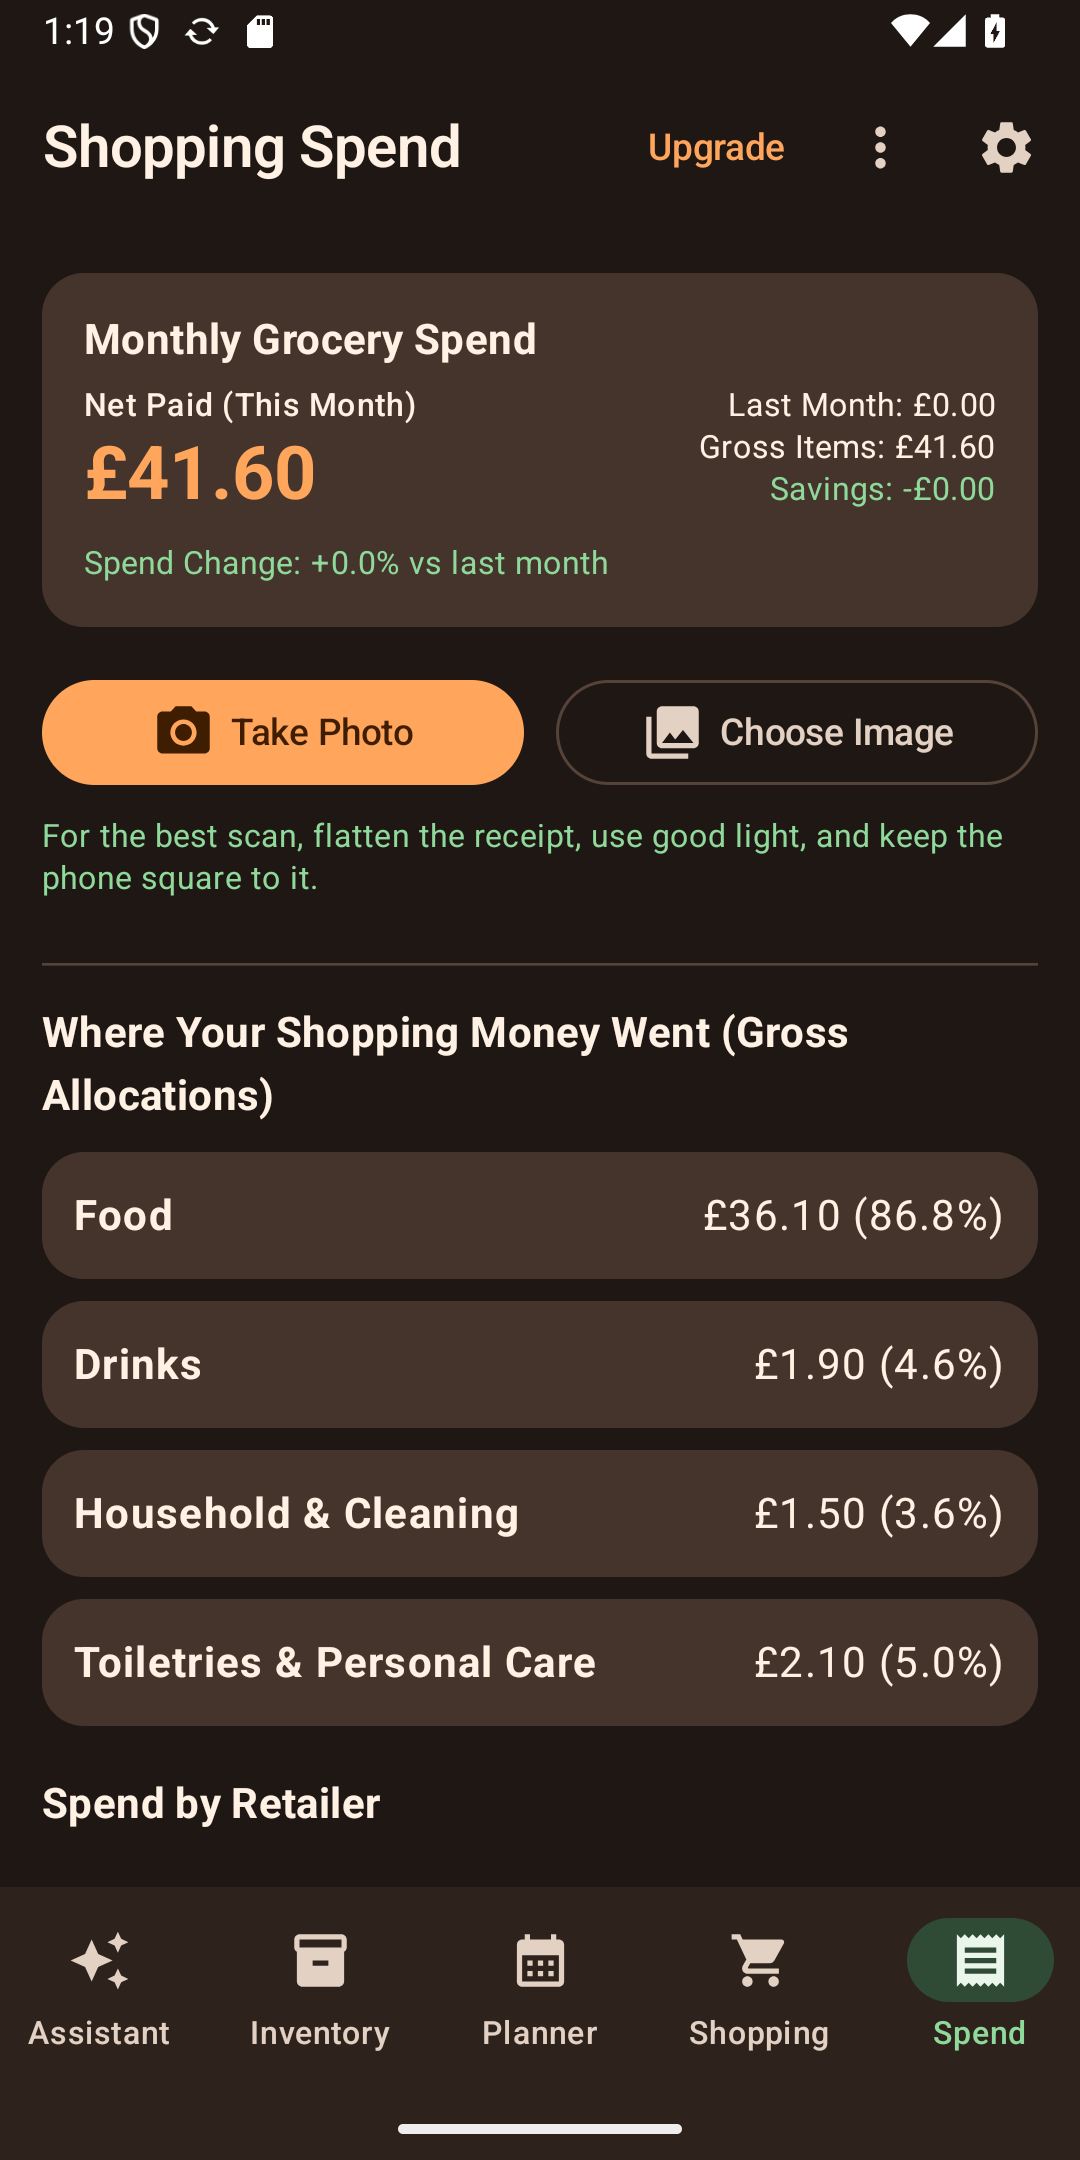 1:19
Shopping Spend
Upgrade
Monthly Grocery Spend
Net Paid (This Month)
£41.60
Last Month: £0.00
Gross Items: £41.60
Savings: -£0.00
Spend Change: +0.0% vs last month
Take Photo
Choose Image
For the best scan, flatten the receipt, use good light, and keep the
phone square to it.
Where Your Shopping Money Went (Gross
Allocations)
Food £36.10 (86.8%)
Drinks £1.90 (4.6%)
Household & Cleaning £1.50 (3.6%)
Toiletries & Personal Care £2.10 (5.0%)
Spend by Retailer
Assistant Inventory Planner Shopping Spend